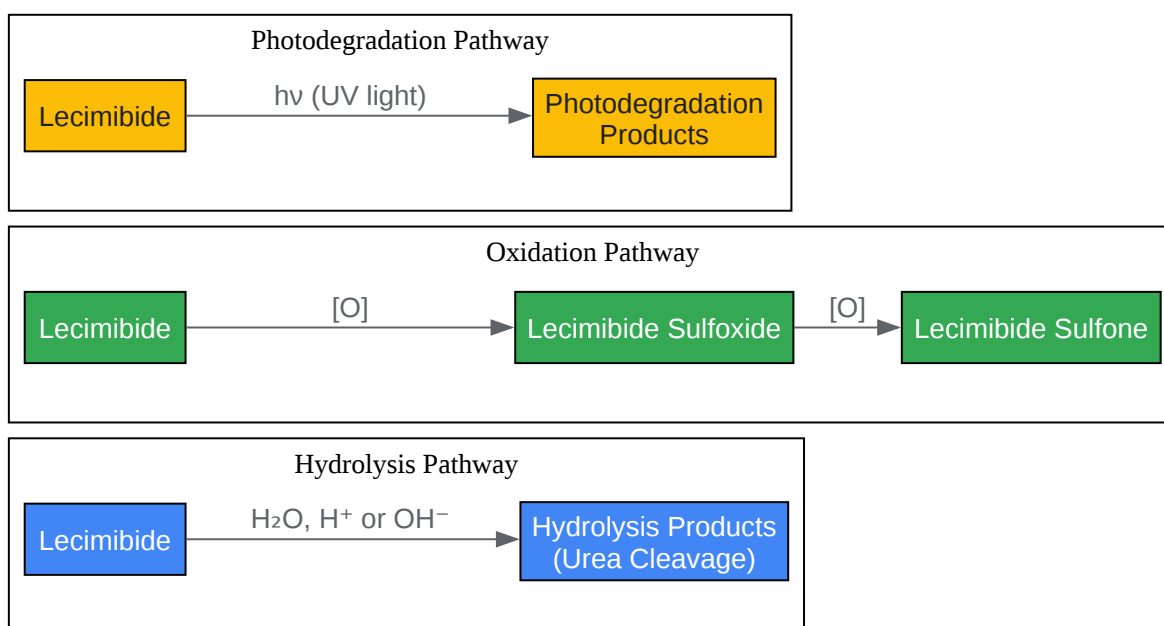 Photodegradation Pathway
Lecimibide
hν (UV light)
Photodegradation
Products
Oxidation Pathway
Lecimibide
[O]
Lecimibide Sulfoxide
[O]
Lecimibide Sulfone
Hydrolysis Pathway
Lecimibide
H₂O, H⁺ or OH⁻
Hydrolysis Products
(Urea Cleavage)